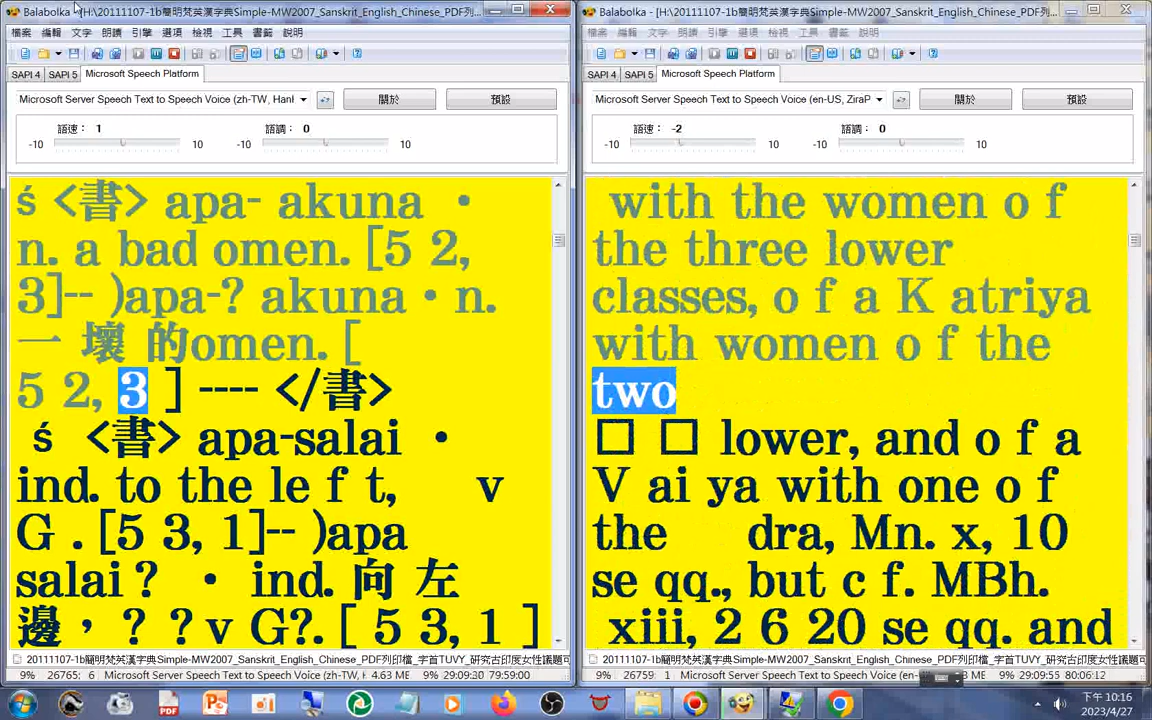 Balabolka - [H:\20111107-1b簡明梵英漢字典Simple-MW2007_Sanskrit_English_Chinese_PDF列...
檔案 編輯 文字 朗讀 引擎 選項 檢視 工具 書籤 說明
SAPI 4 SAPI 5 Microsoft Speech Platform
Microsoft Server Speech Text to Speech Voice (zh-TW, HanH
關於 預設
語速： 1 語調： 0
-10 10 -10 10
ś <書> apa- akuna •
n. a bad omen. [5 2,
3]-- )apa-? akuna • n.
一 壞 的omen. [
5 2, 3 ] ---- </書>
ś <書> apa-salai •
ind. to the le f t, v
G . [5 3, 1]-- )apa
salai ? • ind. 向 左
邊， ? ? v G?. [ 5 3, 1 ]
20111107-1b簡明梵英漢字典Simple-MW2007_Sanskrit_English_Chinese_PDF列印檔_字首TUVY_研究古印度女性議題可
9% 26765: 6 Microsoft Server Speech Text to Speech Voice (zh-TW, H 4.63 MB 9% 29:09:30 79:59:00
Balabolka - [H:\20111107-1b簡明梵英漢字典Simple-MW2007_Sanskrit_English_Chinese_PDF列印...
檔案 編輯 文字 朗讀 引擎 選項 檢視 工具 書籤 說明
SAPI 4 SAPI 5 Microsoft Speech Platform
Microsoft Server Speech Text to Speech Voice (en-US, ZiraP
關於 預設
語速： -2 語調： 0
-10 10 -10 10
with the women o f
the three lower
classes, o f a K atriya
with women o f the
two
□ □ lower, and o f a
V ai ya with one o f
the dra, Mn. x, 10
se qq., but c f. MBh.
xiii, 2 6 20 se qq. and
20111107-1b簡明梵英漢字典Simple-MW2007_Sanskrit_English_Chinese_PDF列印檔_字首TUVY_研究古印度女性議題可
9% 26759: 1 Microsoft Server Speech Text to Speech Voice 9% 29:09:55 80:06:12
下午 10:16
2023/4/27